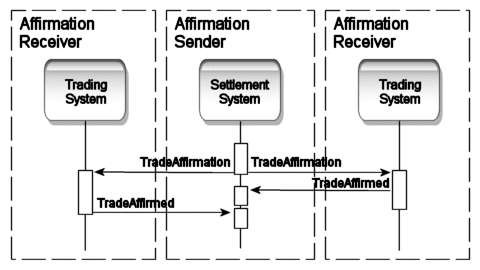 Affirmation
Receiver
Affirmation
Sender
Affirmation
Receiver
Trading
System
Settlement
System
Trading
System
TradeAffirmation
TradeAffirmation
TradeAffirmed
TradeAffirmed